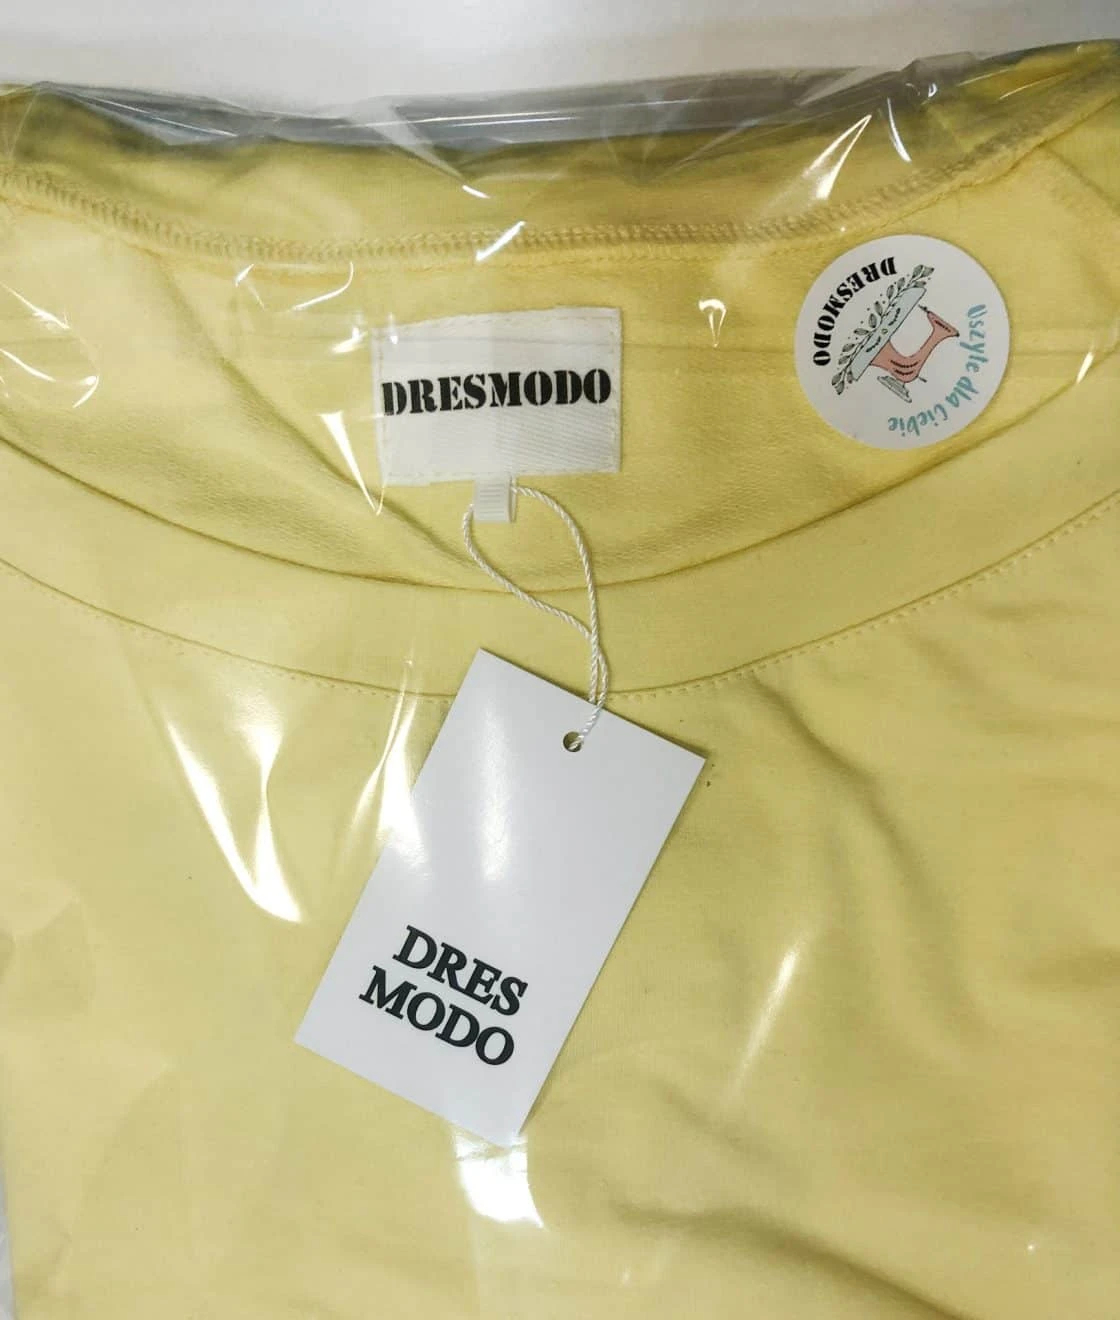 DRESMODO
DRESMODO
Uszyte dla Ciebie
DRES
MODO